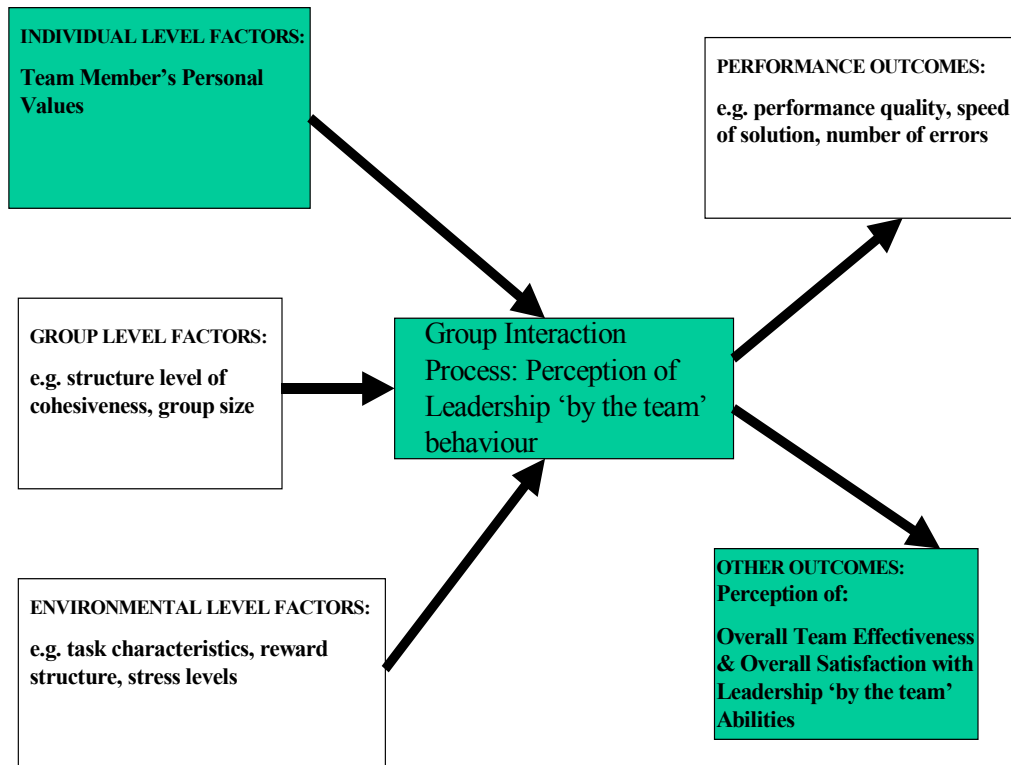 INDIVIDUAL LEVEL FACTORS:
Team Member’s Personal
Values
PERFORMANCE OUTCOMES:
e.g. performance quality, speed
of solution, number of errors
GROUP LEVEL FACTORS:
e.g. structure level of
cohesiveness, group size
Group Interaction
Process: Perception of
Leadership ‘by the team’
behaviour
ENVIRONMENTAL LEVEL FACTORS:
e.g. task characteristics, reward
structure, stress levels
OTHER OUTCOMES:
Perception of:
Overall Team Effectiveness
& Overall Satisfaction with
Leadership ‘by the team’
Abilities